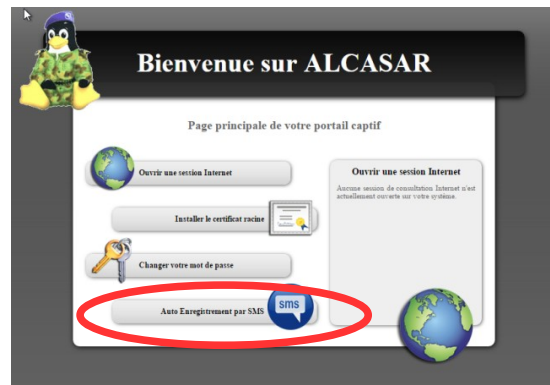 Bienvenue sur ALCASAR
Page principale de votre portail captif
Ouvrir une session Internet
Installer le certificat racine
Changer votre mot de passe
Auto Enregistrement par SMS
sms
Ouvrir une session Internet
Aucune session de consultation Internet n'est
actuellement ouverte sur votre système.